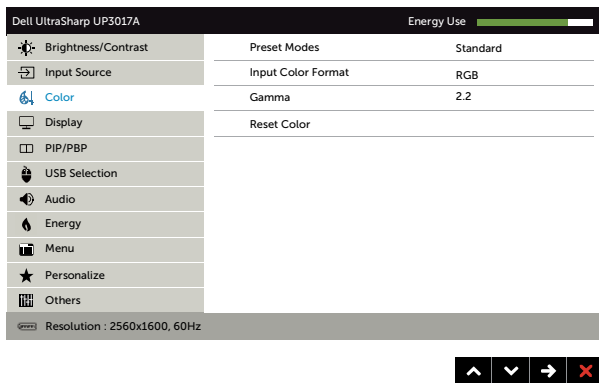 Dell UltraSharp UP3017A Energy Use
Brightness/Contrast Preset Modes Standard
Input Source Input Color Format RGB
Color Gamma 2.2
Display Reset Color
PIP/PBP
USB Selection
Audio
Energy
Menu
Personalize
Others
Resolution : 2560x1600, 60Hz